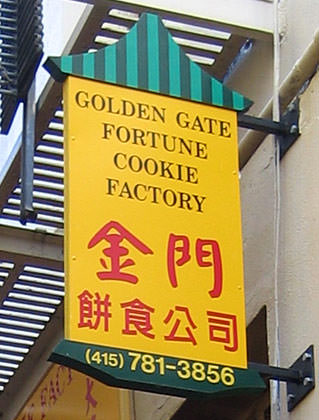 GOLDEN GATE
FORTUNE
COOKIE
FACTORY
金門
餅食公司
(415) 781-3856